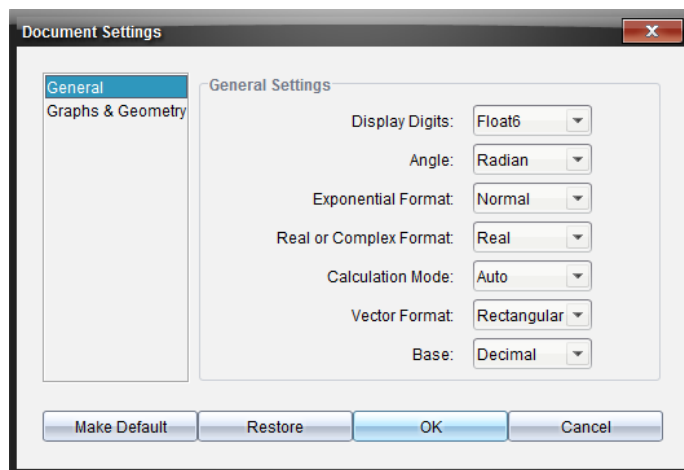 Document Settings
General
Graphs & Geometry
General Settings
Display Digits: Float6
Angle: Radian
Exponential Format: Normal
Real or Complex Format: Real
Calculation Mode: Auto
Vector Format: Rectangular
Base: Decimal
Make Default Restore OK Cancel